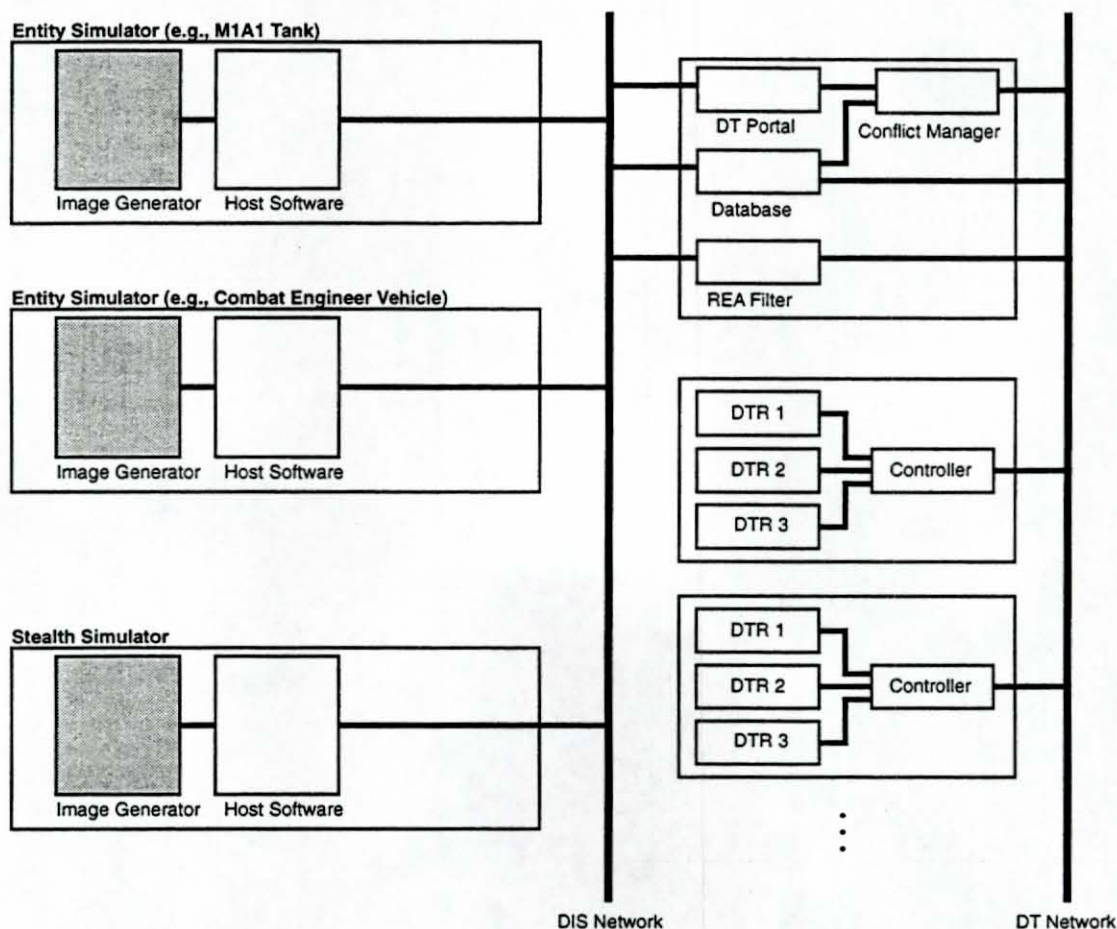 Entity Simulator (e.g., M1A1 Tank)
Image Generator
Host Software
Entity Simulator (e.g., Combat Engineer Vehicle)
Image Generator
Host Software
Stealth Simulator
Image Generator
Host Software
DT Portal
Conflict Manager
Database
REA Filter
DTR 1
DTR 2
DTR 3
Controller
DTR 1
DTR 2
DTR 3
Controller
DIS Network
DT Network